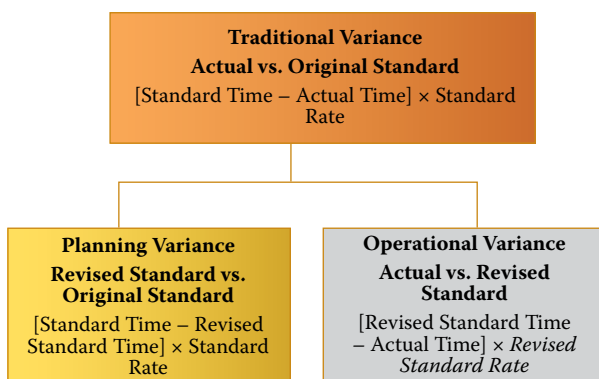 Traditional Variance
Actual vs. Original Standard
[Standard Time – Actual Time] × Standard
Rate
Planning Variance
Revised Standard vs.
Original Standard
[Standard Time – Revised
Standard Time] × Standard
Rate
Operational Variance
Actual vs. Revised
Standard
[Revised Standard Time
– Actual Time] × Revised
Standard Rate